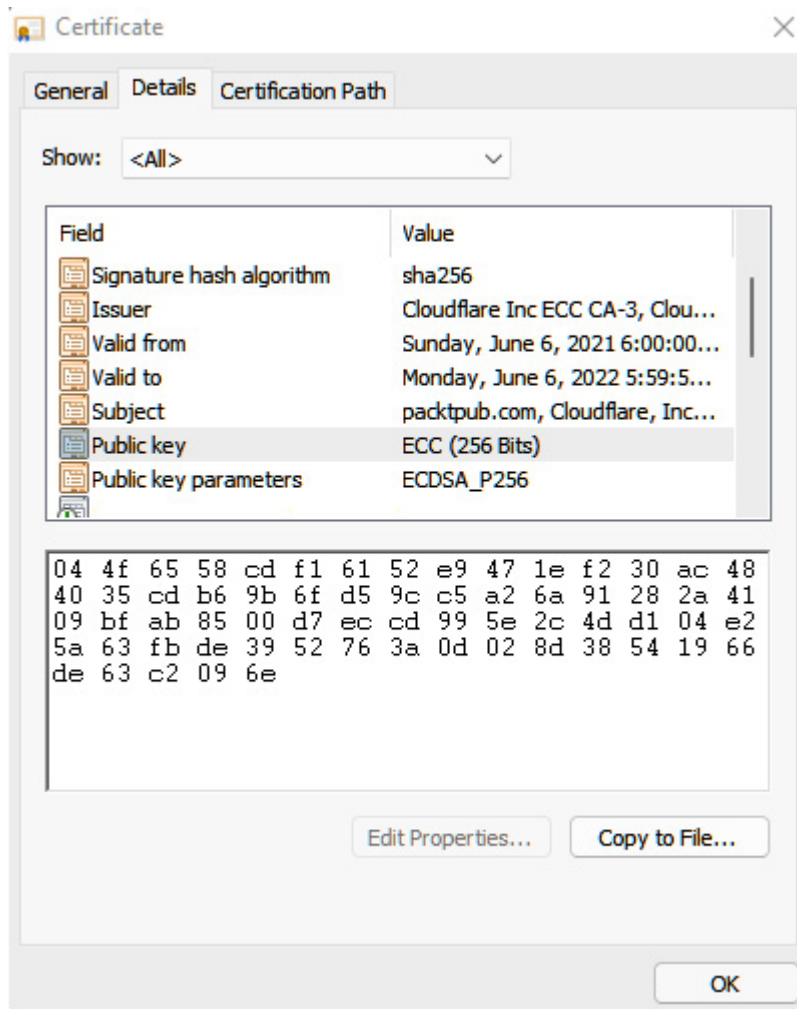 Certificate
General Details Certification Path
Show: <All>
Field Value
Signature hash algorithm sha256
Issuer Cloudflare Inc ECC CA-3, Clou...
Valid from Sunday, June 6, 2021 6:00:00...
Valid to Monday, June 6, 2022 5:59:5...
Subject packtpub.com, Cloudflare, Inc...
Public key ECC (256 Bits)
Public key parameters ECDSA_P256
04 4f 65 58 cd f1 61 52 e9 47 1e f2 30 ac 48
40 35 cd b6 9b 6f d5 9c c5 a2 6a 91 28 2a 41
09 bf ab 85 00 d7 ec cd 99 5e 2c 4d d1 04 e2
5a 63 fb de 39 52 76 3a 0d 02 8d 38 54 19 66
de 63 c2 09 6e
Edit Properties... Copy to File...
OK